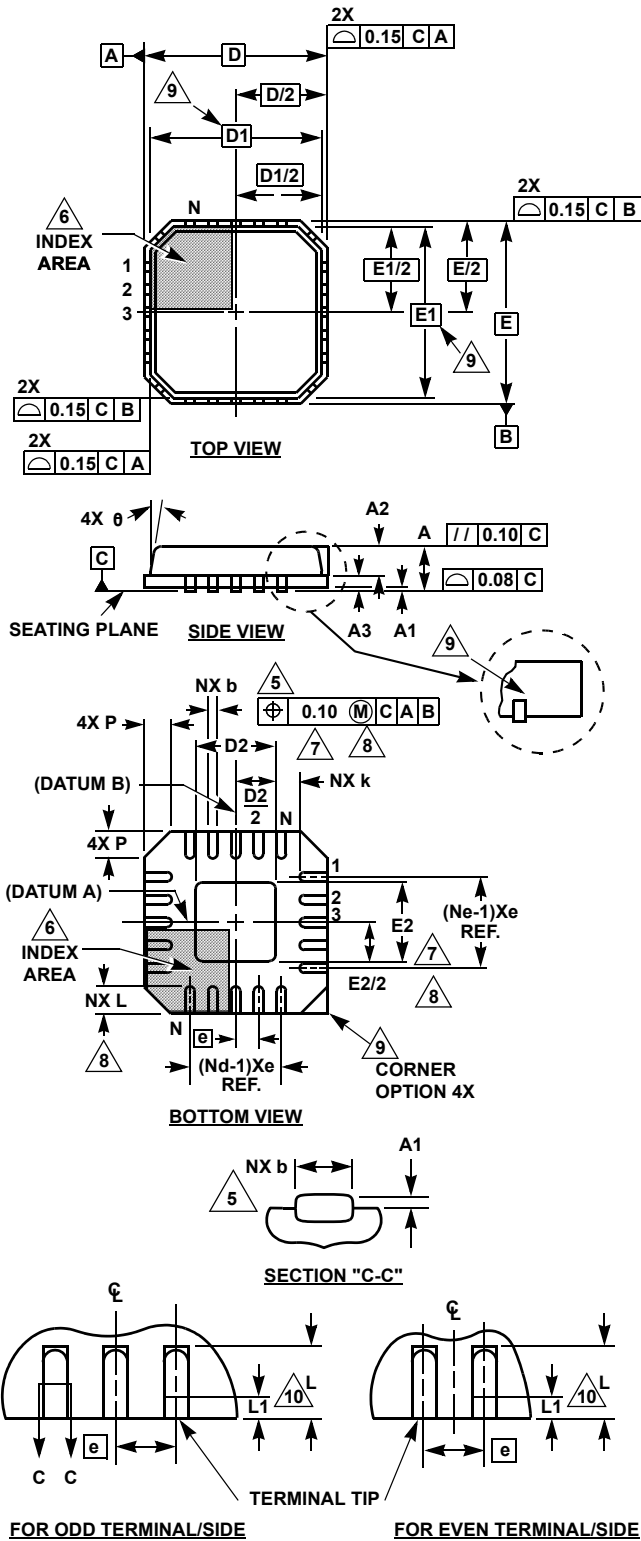 2X
⌓ 0.15 C A
A D
D/2
9
D1
D1/2
2X
⌓ 0.15 C B
6
N
INDEX
AREA
1
2
3
E1/2 E/2
E1 E
9
2X
⌓ 0.15 C B
2X
⌓ 0.15 C A
B
TOP VIEW
4X θ
A2
A // 0.10 C
C
⌓ 0.08 C
SEATING PLANE
SIDE VIEW
A3 A1
9
NX b
5
⌖ 0.10 Ⓜ C A B
4X P
D2
7 8
(DATUM B)
D2
2
NX k
N
4X P
1
2
3
(DATUM A)
6
INDEX
AREA
E2
(Ne-1)Xe
REF.
7
E2/2
8
NX L
8
N
e
(Nd-1)Xe
REF.
9
CORNER
OPTION 4X
BOTTOM VIEW
NX b
A1
5
SECTION "C-C"
C
L
L
10
L1
e
C C
C
L
L
10
L1
e
TERMINAL TIP
FOR ODD TERMINAL/SIDE
FOR EVEN TERMINAL/SIDE